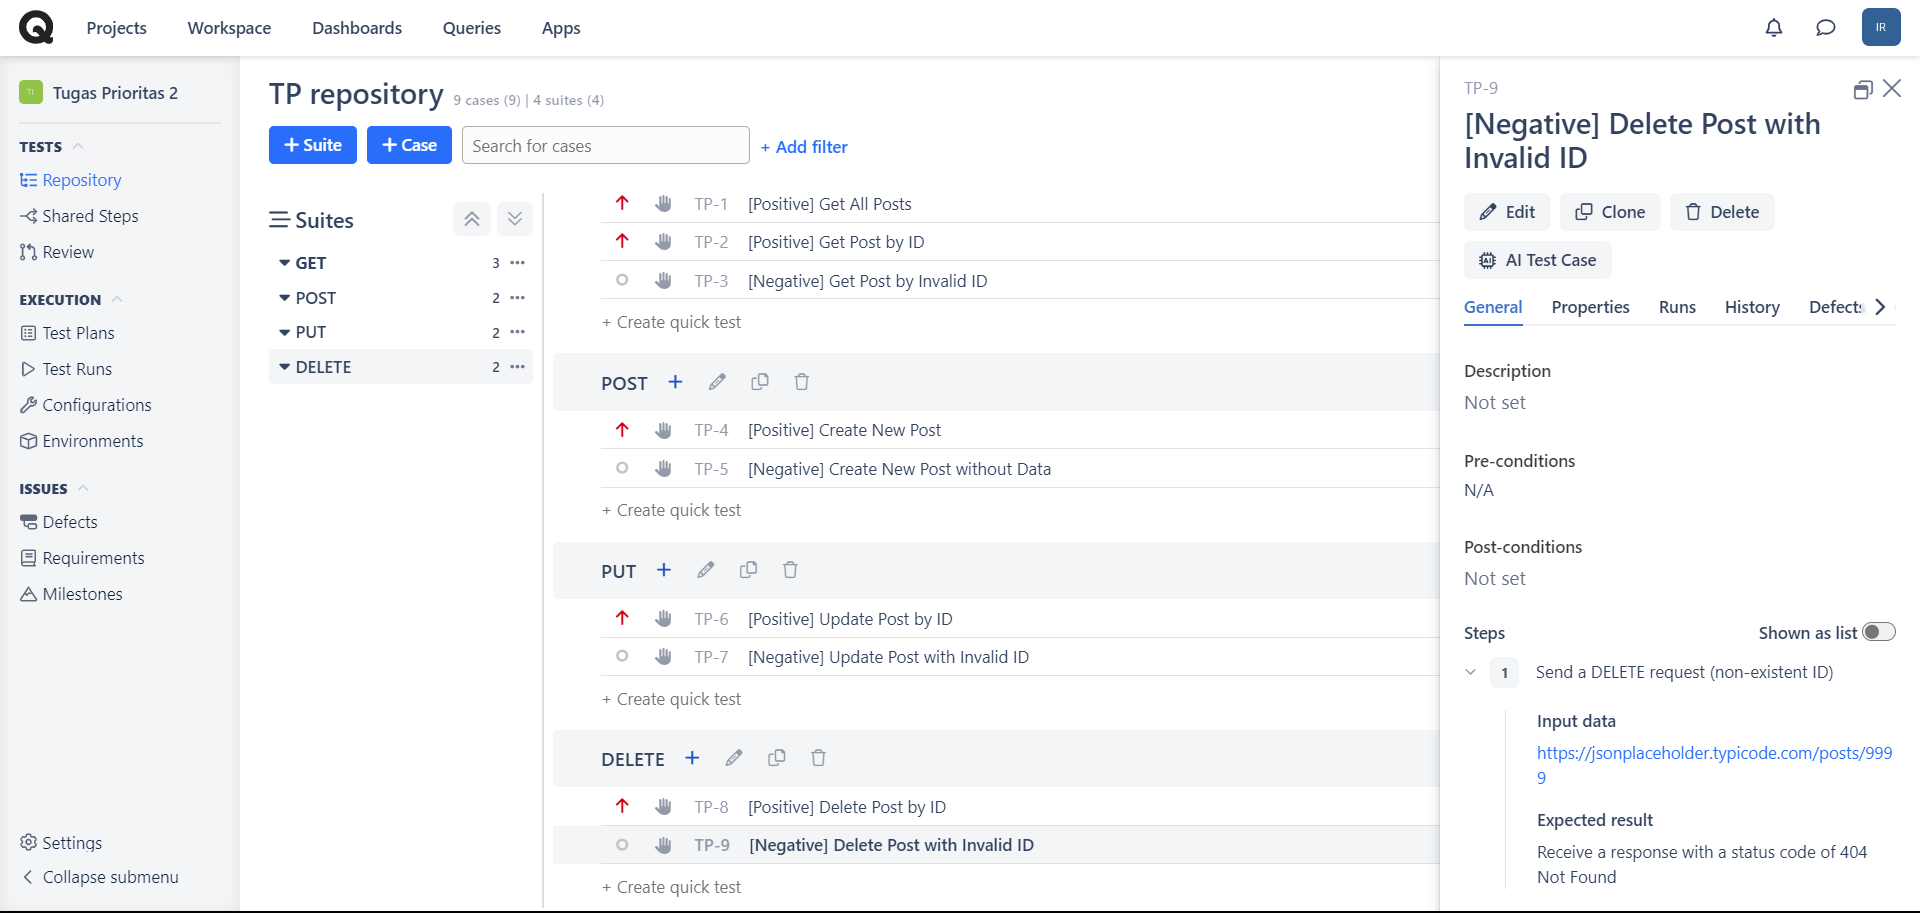 Projects
Workspace
Dashboards
Queries
Apps
IR
Tugas Prioritas 2
TESTS
Repository
Shared Steps
Review
EXECUTION
Test Plans
Test Runs
Configurations
Environments
ISSUES
Defects
Requirements
Milestones
Settings
Collapse submenu
TP repository 9 cases (9) | 4 suites (4)
+ Suite
+ Case
Search for cases
+ Add filter
Suites
GET 3
POST 2
PUT 2
DELETE 2
TP-1 [Positive] Get All Posts
TP-2 [Positive] Get Post by ID
TP-3 [Negative] Get Post by Invalid ID
+ Create quick test
POST
TP-4 [Positive] Create New Post
TP-5 [Negative] Create New Post without Data
+ Create quick test
PUT
TP-6 [Positive] Update Post by ID
TP-7 [Negative] Update Post with Invalid ID
+ Create quick test
DELETE
TP-8 [Positive] Delete Post by ID
TP-9 [Negative] Delete Post with Invalid ID
+ Create quick test
TP-9
[Negative] Delete Post with
Invalid ID
Edit
Clone
Delete
AI Test Case
General
Properties
Runs
History
Defects
Description
Not set
Pre-conditions
N/A
Post-conditions
Not set
Steps
Shown as list
1 Send a DELETE request (non-existent ID)
Input data
https://jsonplaceholder.typicode.com/posts/999
9
Expected result
Receive a response with a status code of 404
Not Found